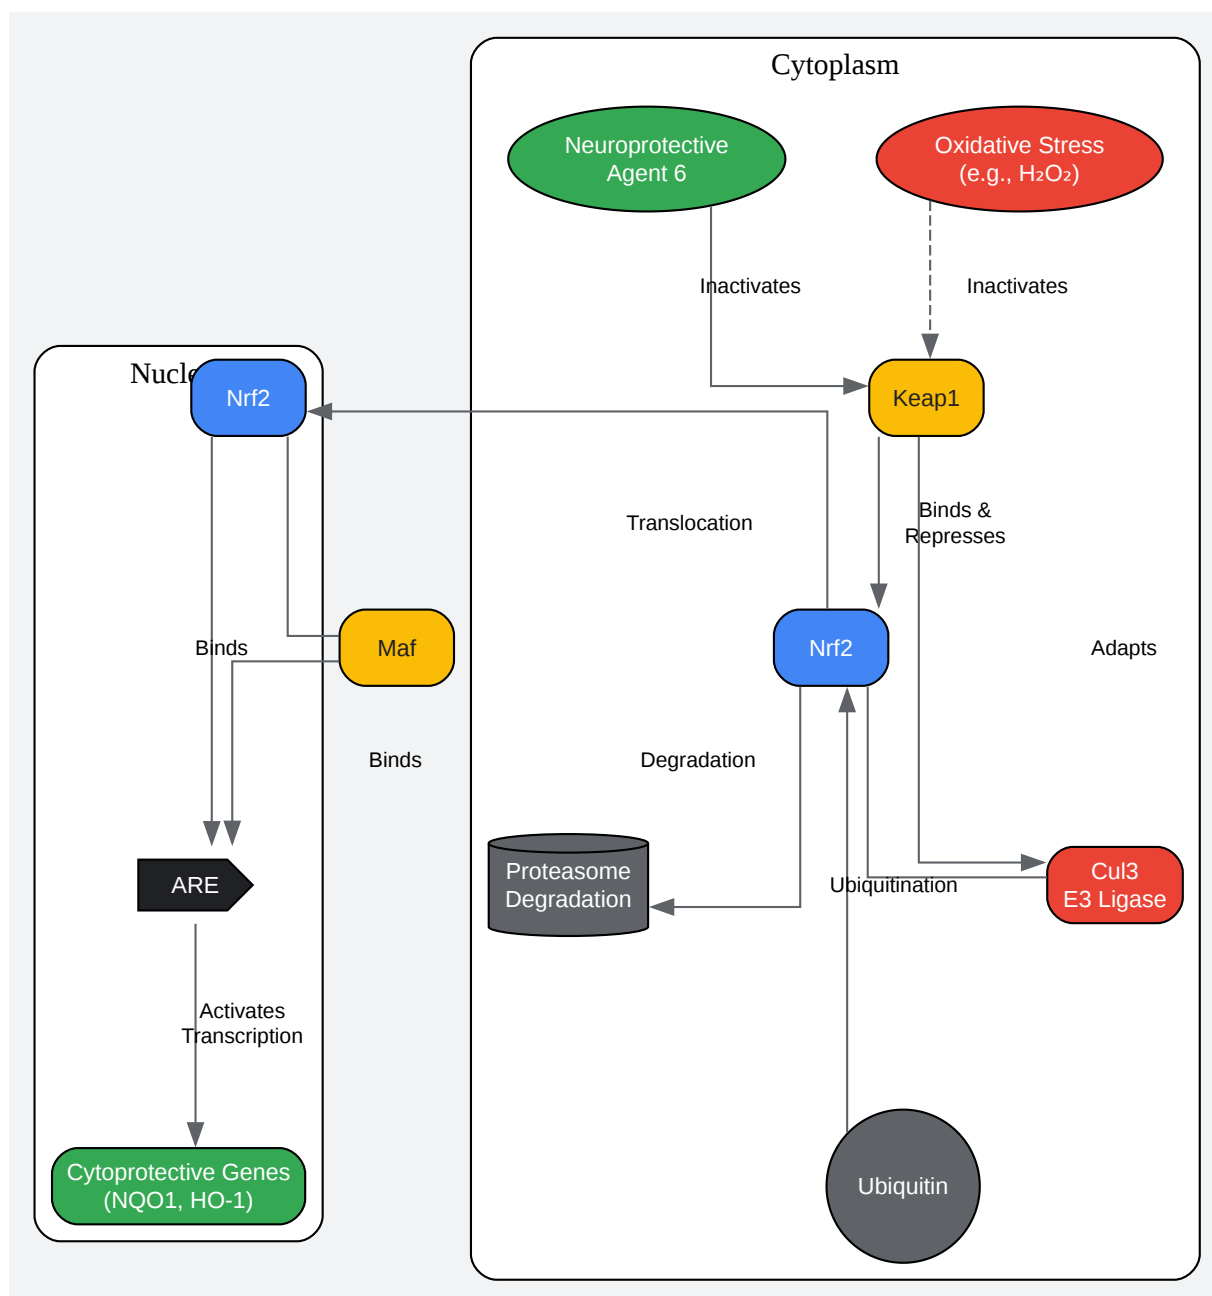 Cytoplasm
Neuroprotective
Agent 6
Oxidative Stress
(e.g., H₂O₂)
Inactivates
Inactivates
Nrf2
Keap1
Translocation
Binds &
Represses
Binds
Maf
Nrf2
Adapts
Binds
Degradation
ARE
Proteasome
Degradation
Ubiquitination
Cul3
E3 Ligase
Activates
Transcription
Cytoprotective Genes
(NQO1, HO-1)
Ubiquitin